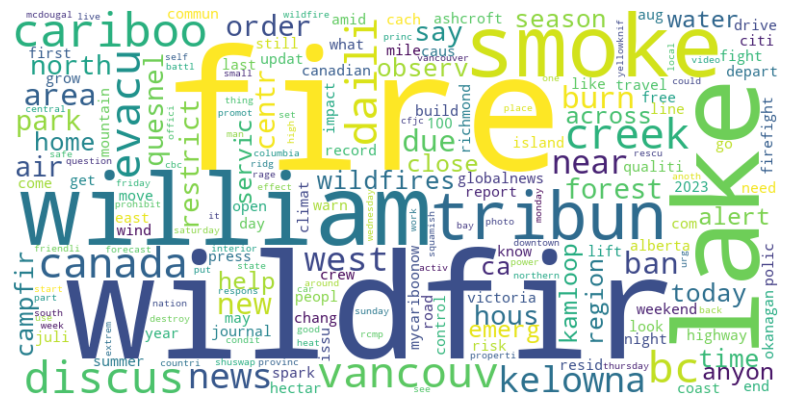 mcdougal live
cariboo
order
commun
wildfire
cach
ashcroft
aug
water
drive
amid
season
smoke
fire
first
north
still
updat
what
mile
caus
princ
vancouver
say
yellowknif
local
citi
fight
video
depart
grow
self
battl
last
canadian
observ
burn
one
could
area
evacu
quesnel
centr
dailli
small
build
like travel
free
line
central
park
mountain
offici
thing
set
promot
man
impact
100
richmond
across
island
place
go
firefight
home
restrict
servic
high
record
due
creek
lake
safe
cbc
columbia
cfjc
close
rescu
question
ridg
rage
air
near
qualiti
come
get
friday
effect
wildfires
globalnews
forest
2023
need
move
prohibit
climat
report
anoth
william
tribun
alert
east
it
open
warn
wednesday
work
bay
photo
monday
com
wind
saturday
day
squamish
downtown
campfir
friendli
forecast
interior
press
west
crew
activ
know
power
northern
kamloop
lift
alberta
ban
urg
polic
canada
put
state
help
ca
region
highway
back
okanagan
wildfir
start
part
nation
respons
car
around
peopl
mycariboonow
road
victoria
hous
weekend
today
use
south
week
destroy
new
may
chang
sunday
control
emerg
look
night
juli
year
journal
issu
good
heat
rcmp
risk
properti
resid
thursday
time
extrem
condit
summer
countri
shuswap
provinc
spark
hectar
see
discus
news
vancouv
kelowna
bc
anyon
coast
end